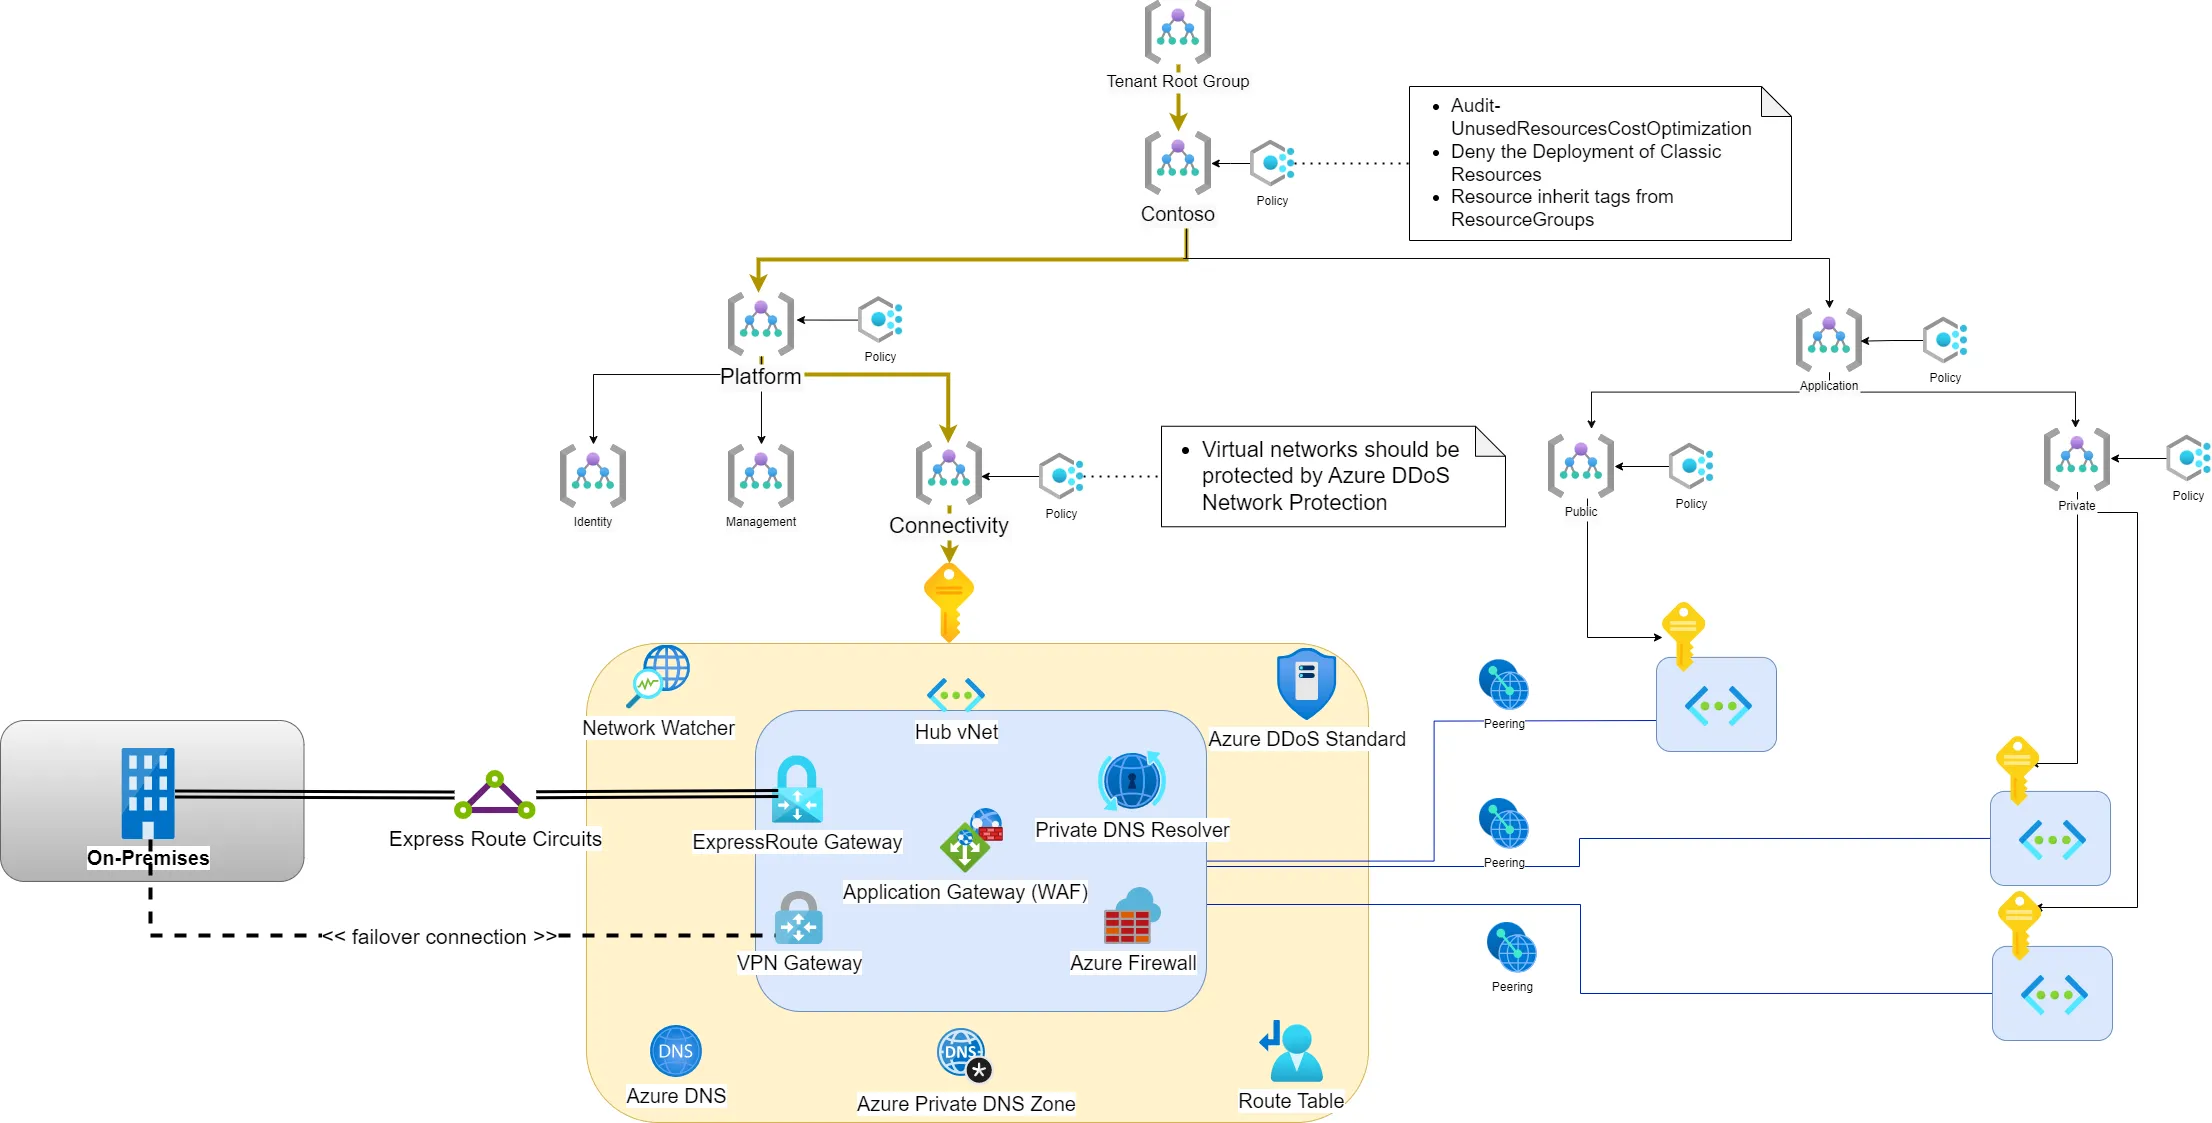 Tenant Root Group
Audit-
UnusedResourcesCostOptimization
Deny the Deployment of Classic
Resources
Resource inherit tags from
ResourceGroups
Policy
Contoso
Policy
Platform
Policy
Application
Policy
Virtual networks should be
protected by Azure DDoS
Network Protection
Identity
Management
Connectivity
Policy
Public
Policy
Private
Policy
Network Watcher
Hub vNet
Azure DDoS Standard
Peering
On-Premises
Express Route Circuits
ExpressRoute Gateway
Private DNS Resolver
Peering
Application Gateway (WAF)
<< failover connection >>
VPN Gateway
Azure Firewall
Peering
DNS
Azure DNS
DNS
*
Azure Private DNS Zone
Route Table